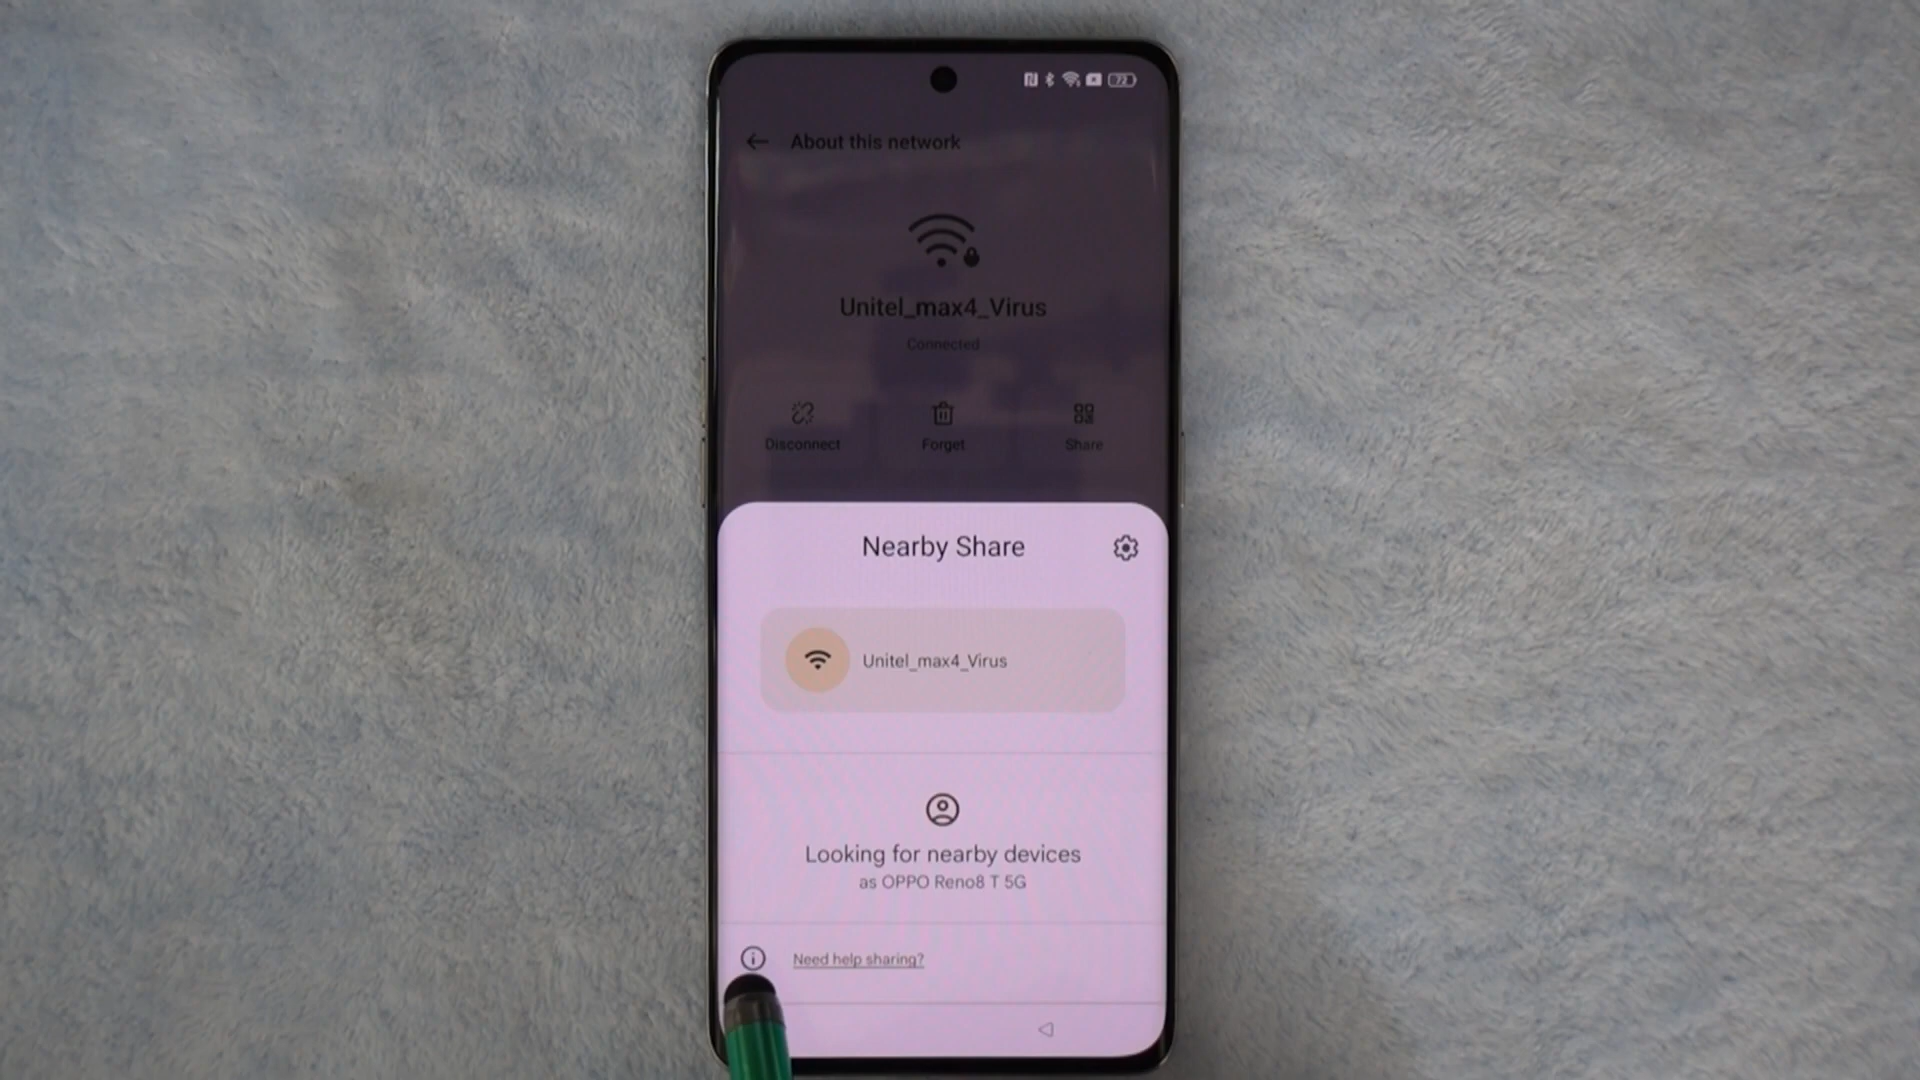 72
About this network
Unitel_max4_Virus
Connected
Disconnect Forget Share
Nearby Share
Unitel_max4_Virus
Looking for nearby devices
as OPPO Reno8 T 5G
Need help sharing?